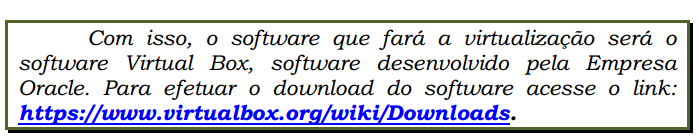 Com isso, o software que fará a virtualização será o
software Virtual Box, software desenvolvido pela Empresa
Oracle. Para efetuar o download do software acesse o link:
https://www.virtualbox.org/wiki/Downloads.